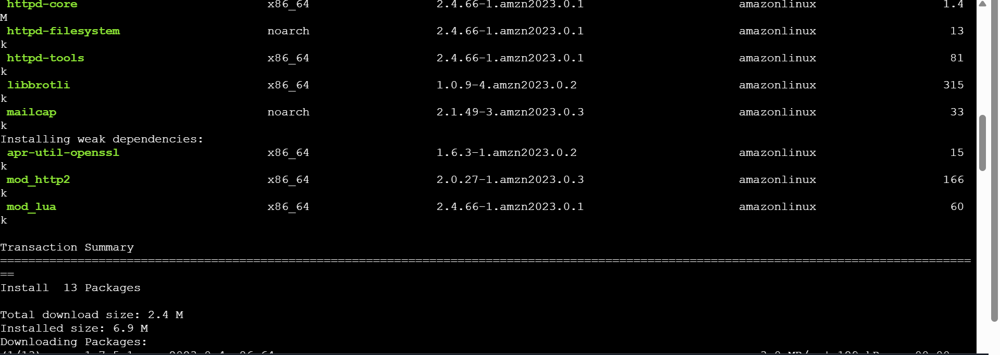 httpd-core x86_64 2.4.66-1.amzn2023.0.1 amazonlinux 1.4
M
httpd-filesystem noarch 2.4.66-1.amzn2023.0.1 amazonlinux 13
k
httpd-tools x86_64 2.4.66-1.amzn2023.0.1 amazonlinux 81
k
libbrotli x86_64 1.0.9-4.amzn2023.0.2 amazonlinux 315
k
mailcap noarch 2.1.49-3.amzn2023.0.3 amazonlinux 33
k
Installing weak dependencies:
apr-util-openssl x86_64 1.6.3-1.amzn2023.0.2 amazonlinux 15
k
mod_http2 x86_64 2.0.27-1.amzn2023.0.3 amazonlinux 166
k
mod_lua x86_64 2.4.66-1.amzn2023.0.1 amazonlinux 60
k
Transaction Summary
==========================================================================================================================================
==
Install 13 Packages
Total download size: 2.4 M
Installed size: 6.9 M
Downloading Packages: